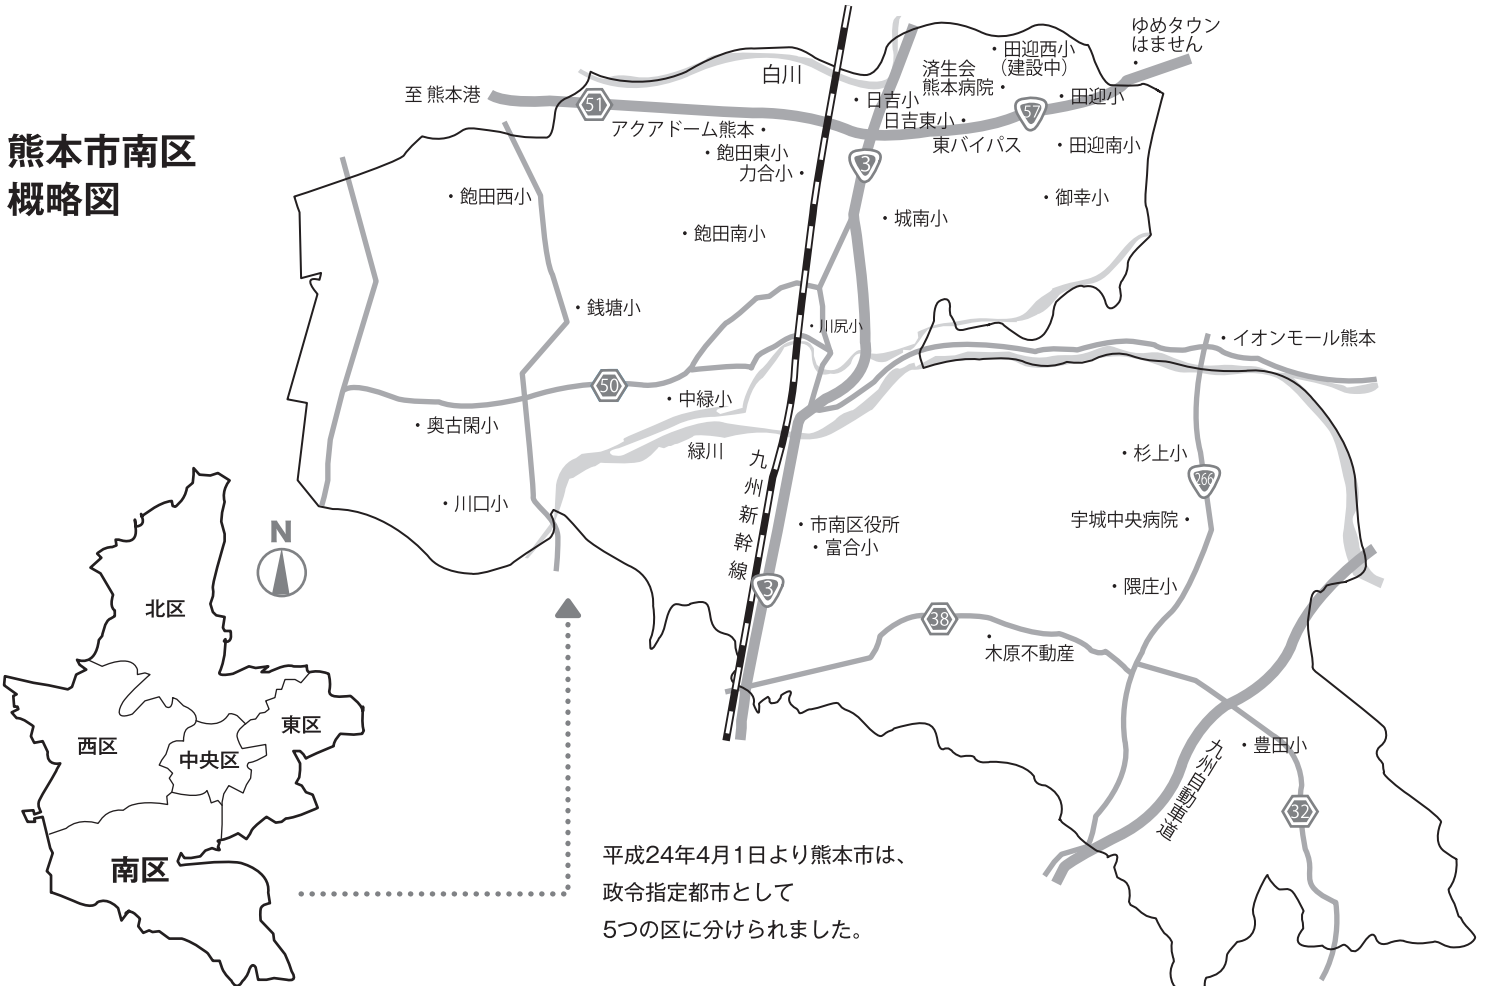 熊本市南区
概略図
至 熊本港
51
白川
アクアドーム熊本
飽田東小
力合小
飽田西小
飽田南小
銭塘小
日吉小
済生会
熊本病院
田迎西小
(建設中)
ゆめタウン
はません
田迎小
57
日吉東小
東バイパス
田迎南小
3
御幸小
城南小
川尻小
イオンモール熊本
50
中緑小
奥古閑小
緑川
川口小
九州新幹線
市南区役所
富合小
3
杉上小
266
宇城中央病院
隈庄小
38
木原不動産
豊田小
九州自動車道
32
N
北区
西区
中央区
東区
南区
平成24年4月1日より熊本市は、
政令指定都市として
5つの区に分けられました。